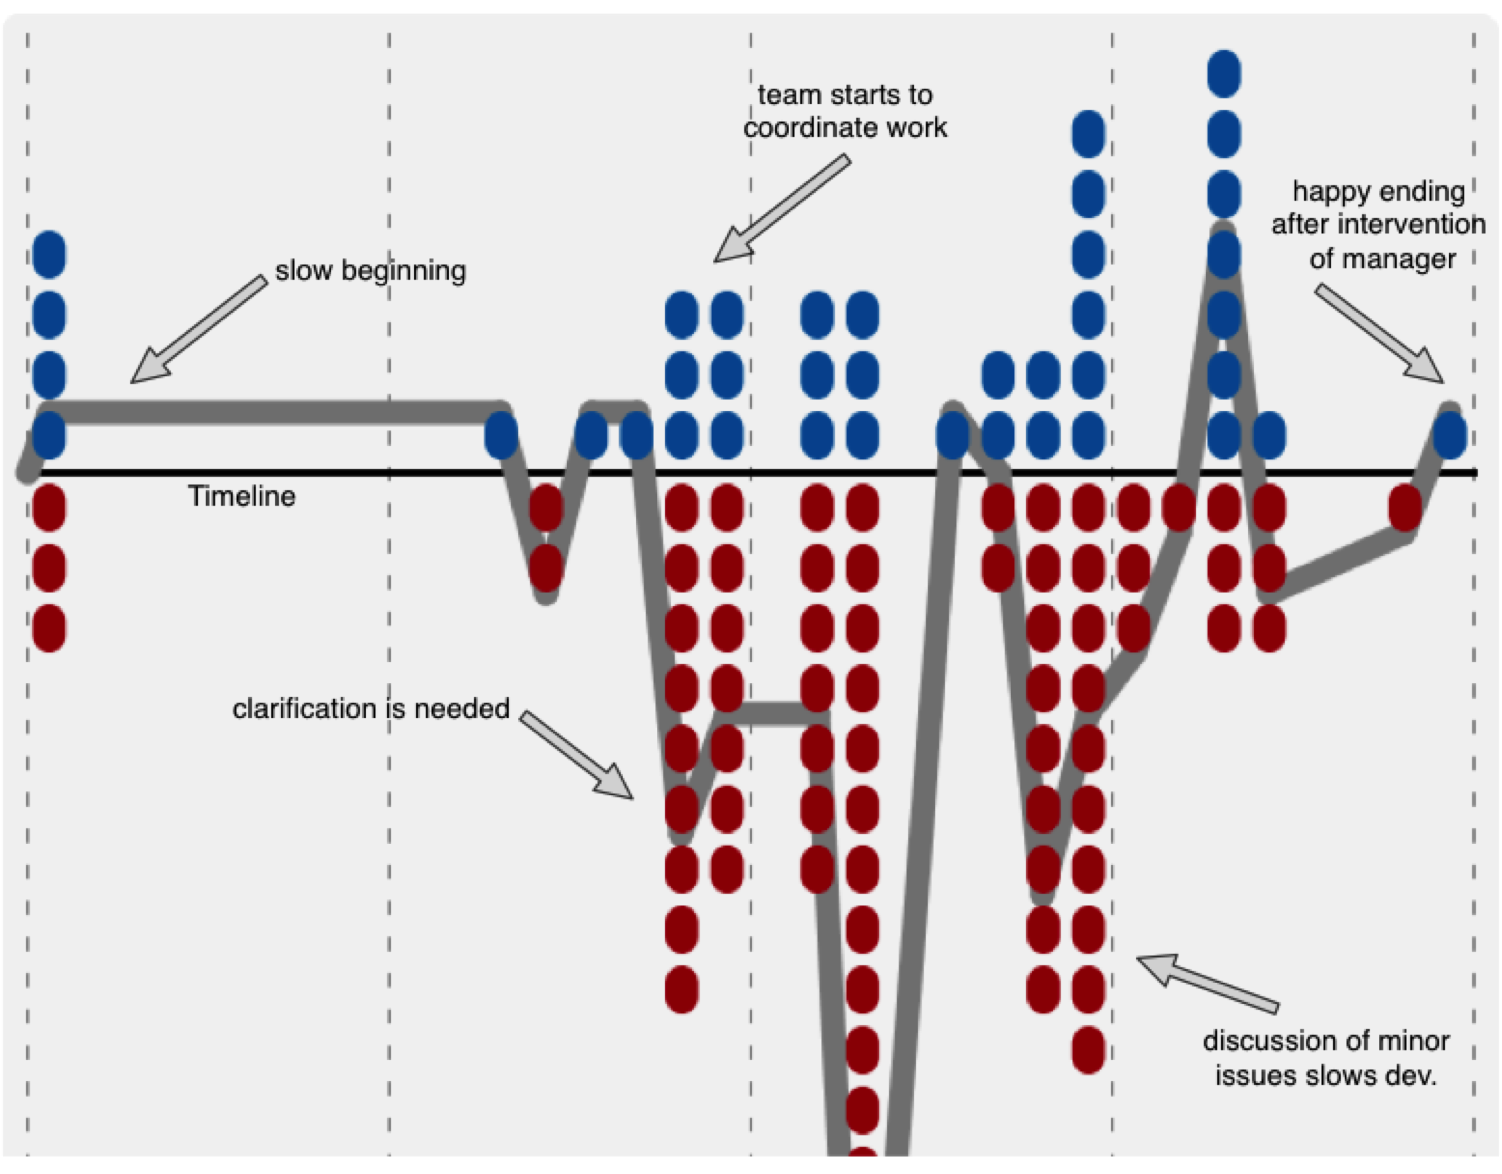 team starts to
coordinate work
happy ending
after intervention
of manager
slow beginning
Timeline
clarification is needed
discussion of minor
issues slows dev.